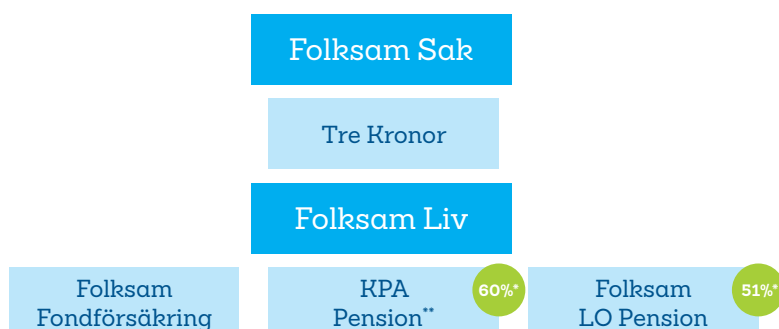 Folksam Sak
Tre Kronor
Folksam Liv
Folksam
Fondförsäkring
KPA
Pension**
60%*
Folksam
LO Pension
51%*